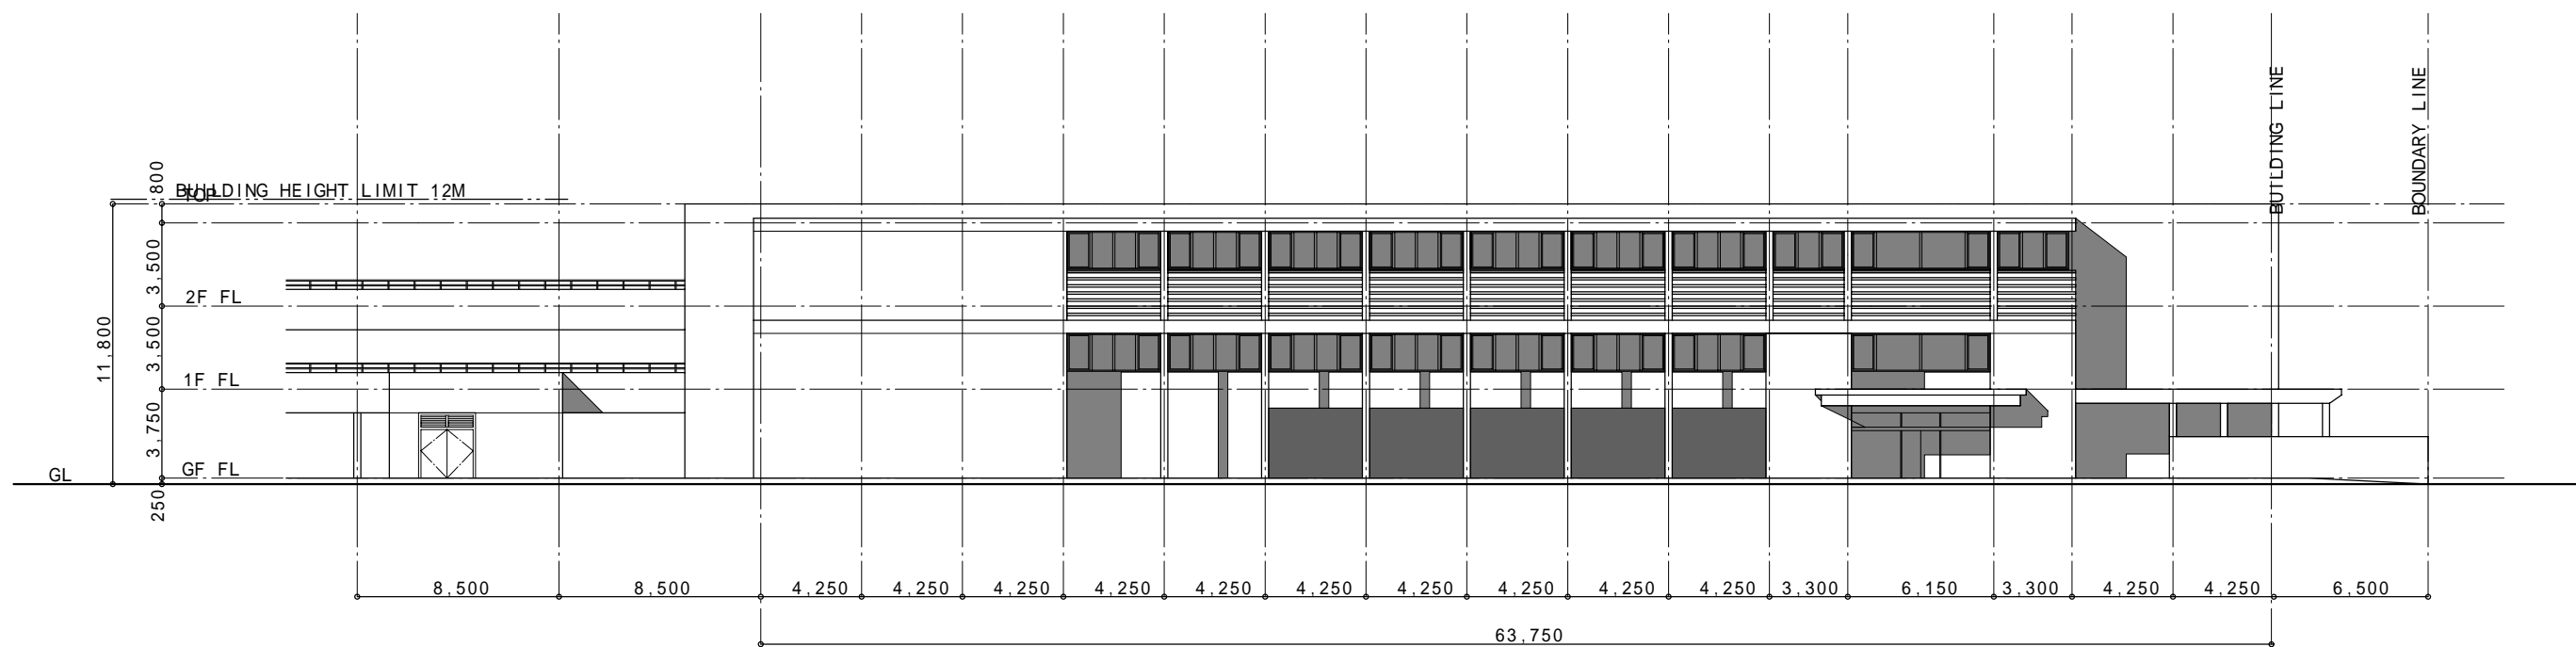 BUILDING LINE
BOUNDARY LINE
800
BUILDING HEIGHT LIMIT 12M
TOP
3,500
2F FL
11,800
3,500
1F FL
3,750
GF FL
GL
250
8,500 8,500 4,250 4,250 4,250 4,250 4,250 4,250 4,250 4,250 4,250 4,250 3,300 6,150 3,300 4,250 4,250 6,500
63,750